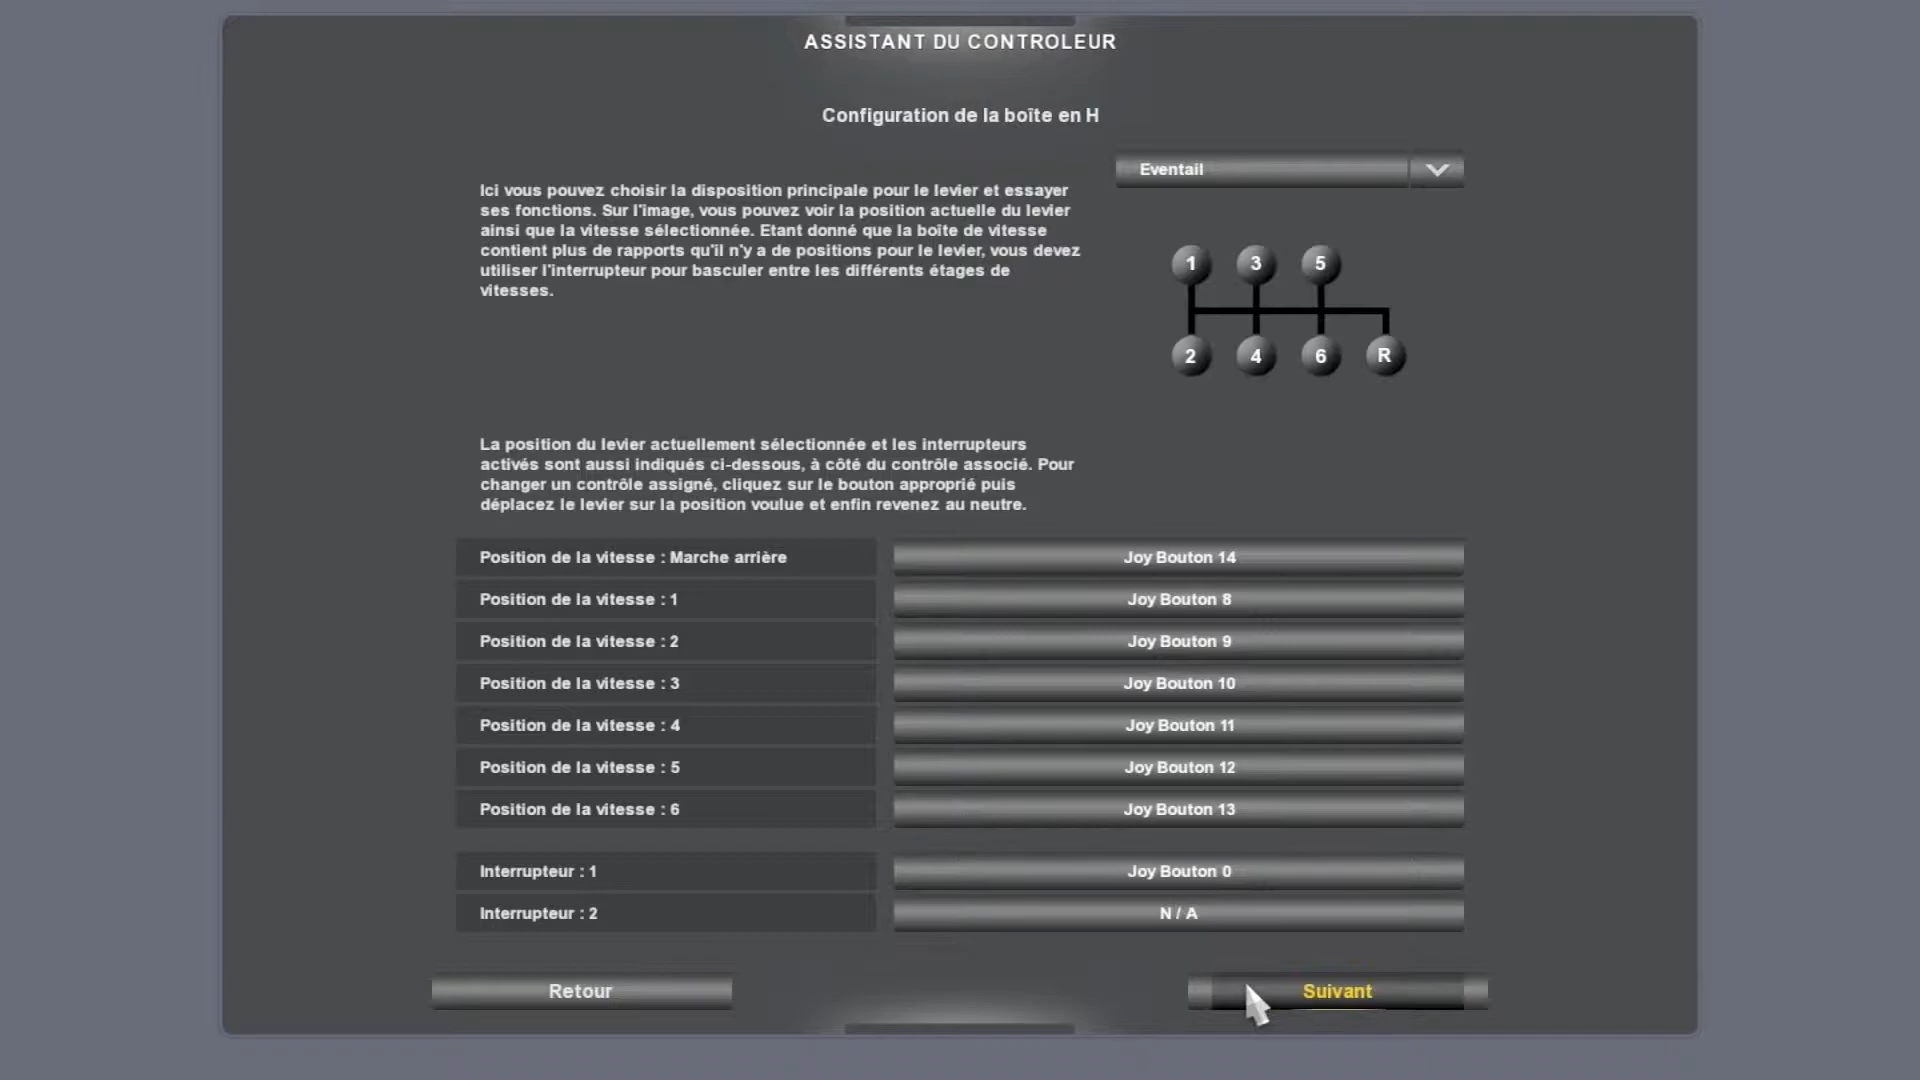 ASSISTANT DU CONTROLEUR
Configuration de la boîte en H
Eventail
Ici vous pouvez choisir la disposition principale pour le levier et essayer
ses fonctions. Sur l'image, vous pouvez voir la position actuelle du levier
ainsi que la vitesse sélectionnée. Etant donné que la boîte de vitesse
contient plus de rapports qu'il n'y a de positions pour le levier, vous devez
utiliser l'interrupteur pour basculer entre les différents étages de
vitesses.
1 3 5
2 4 6 R
La position du levier actuellement sélectionnée et les interrupteurs
activés sont aussi indiqués ci-dessous, à côté du contrôle associé. Pour
changer un contrôle assigné, cliquez sur le bouton approprié puis
déplacez le levier sur la position voulue et enfin revenez au neutre.
Position de la vitesse : Marche arrière Joy Bouton 14
Position de la vitesse : 1 Joy Bouton 8
Position de la vitesse : 2 Joy Bouton 9
Position de la vitesse : 3 Joy Bouton 10
Position de la vitesse : 4 Joy Bouton 11
Position de la vitesse : 5 Joy Bouton 12
Position de la vitesse : 6 Joy Bouton 13
Interrupteur : 1 Joy Bouton 0
Interrupteur : 2 N / A
Retour Suivant